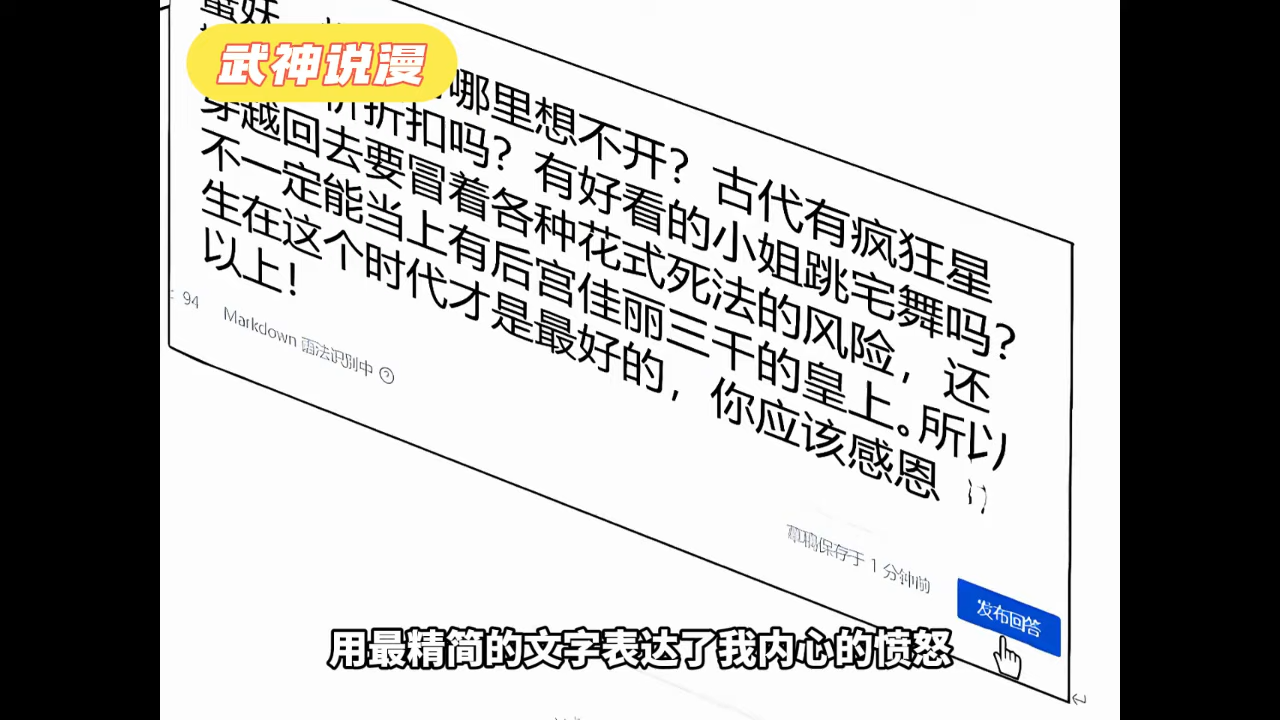 武神说漫
哪里想不开？古代有疯狂星
折扣吗？有好看的小姐跳宅舞吗？
穿越回去要冒着各种花式死法的风险，还
不一定能当上有后宫佳丽三千的皇上。所以
生在这个时代才是最好的，你应该感恩
以上！
94
Markdown 语法识别中
草稿保存于 1 分钟前
发布回答
用最精简的文字表达了我内心的愤怒